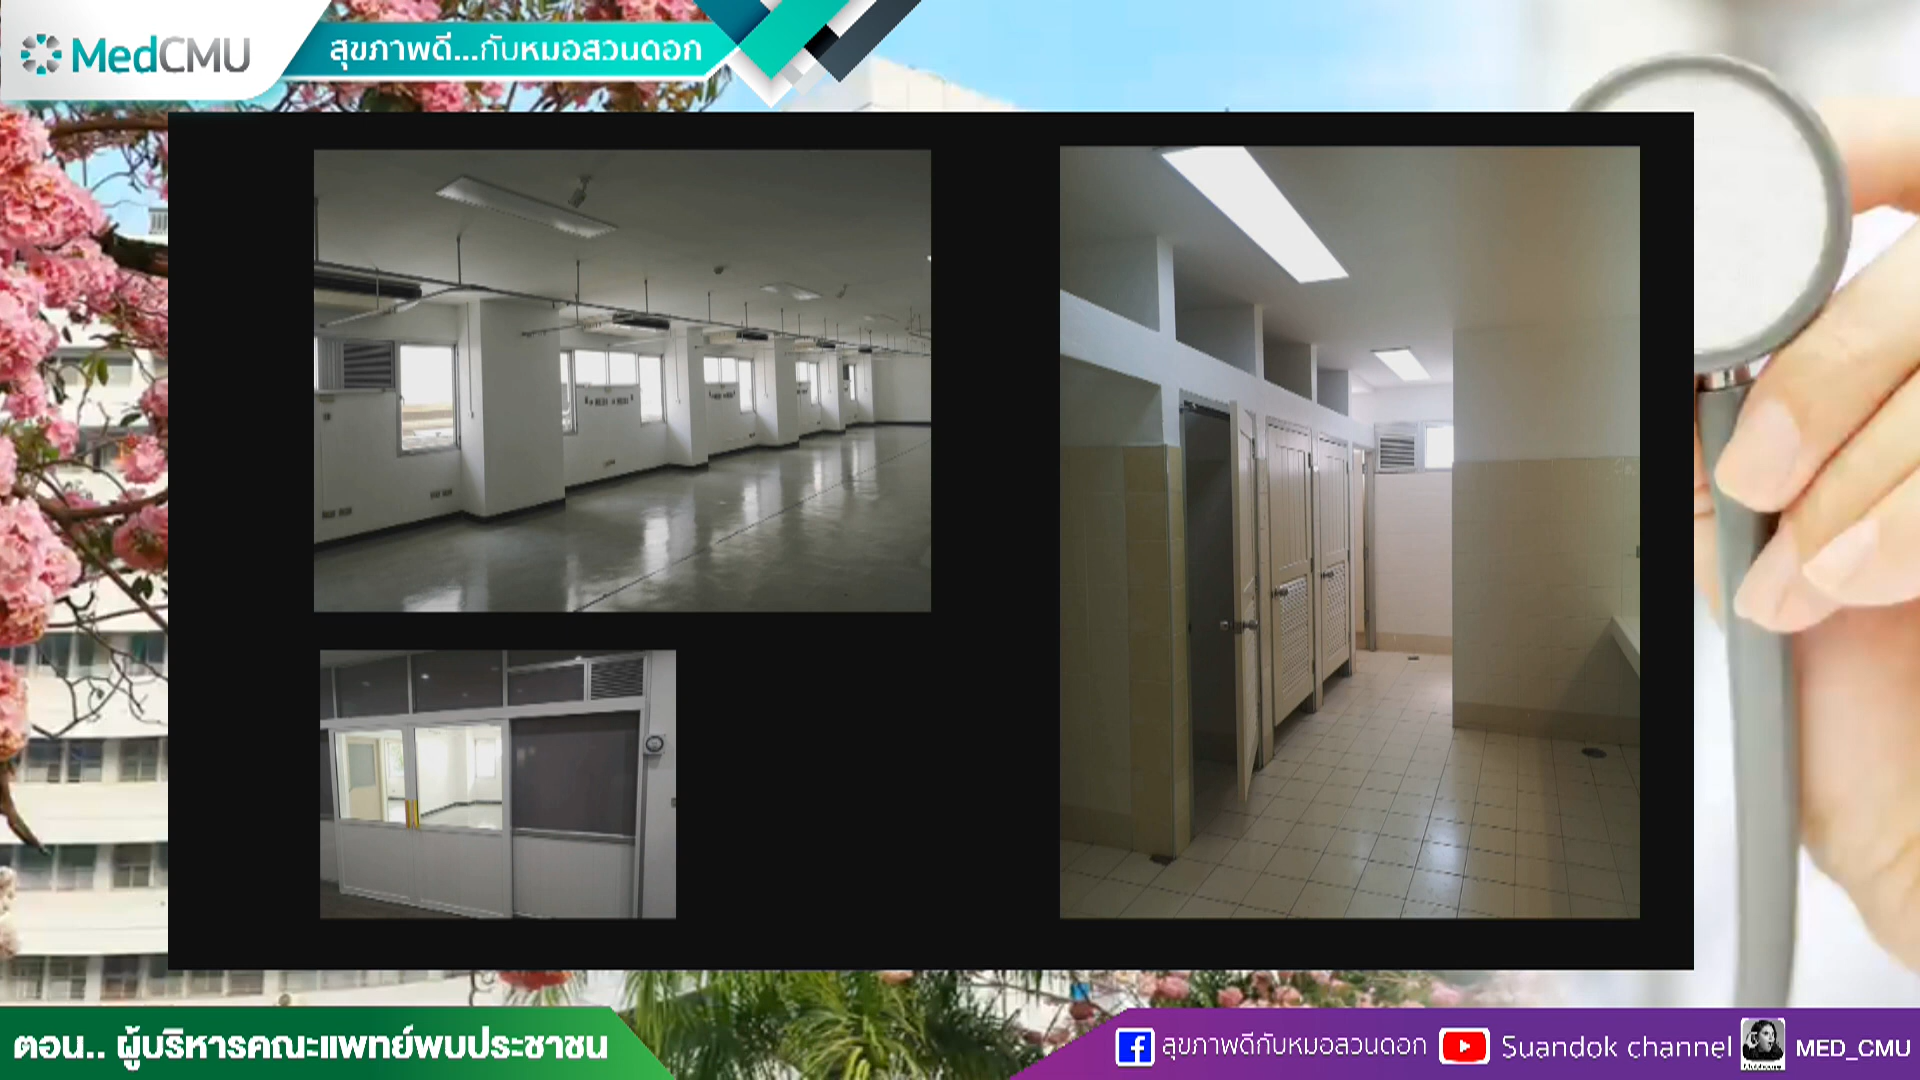 MedCMU
สุขภาพดี...กับหมอสวนดอก
ตอน.. ผู้บริหารคณะแพทย์พบประชาชน
สุขภาพดีกับหมอสวนดอก
Suandok channel
MED_CMU